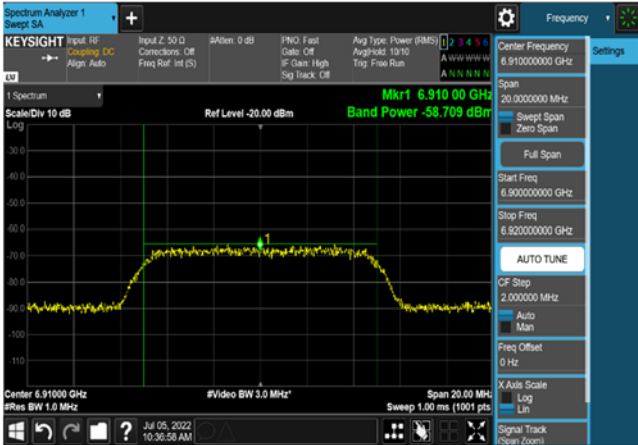 Spectrum Analyzer 1
Swept SA
+
Frequency
KEYSIGHT
Input: RF
Coupling: DC
Align: Auto
Input Z: 50 Ω
Corrections: Off
Freq Ref: Int (S)
#Atten: 0 dB
PNO: Fast
Gate: Off
IF Gain: High
Sig Track: Off
Avg Type: Power (RMS)
Avg|Hold: 10/10
Trig: Free Run
1 2 3 4 5 6
A W W W W W
A N N N N N
LXI
1 Spectrum
Scale/Div 10 dB
Log
Ref Level -20.00 dBm
Mkr1 6.910 00 GHz
Band Power -58.709 dBm
-30.0
-40.0
-50.0
-60.0
-70.0
-80.0
-90.0
-100
-110
1
Center 6.91000 GHz
#Res BW 1.0 MHz
#Video BW 3.0 MHz*
Span 20.00 MHz
Sweep 1.00 ms (1001 pts
Jul 05, 2022
10:36:58 AM
?
Center Frequency
6.910000000 GHz
Settings
Span
20.0000000 MHz
Swept Span
Zero Span
Full Span
Start Freq
6.900000000 GHz
Stop Freq
6.920000000 GHz
AUTO TUNE
CF Step
2.000000 MHz
Auto
Man
Freq Offset
0 Hz
X Axis Scale
Log
Lin
Signal Track
(Span Zoom)